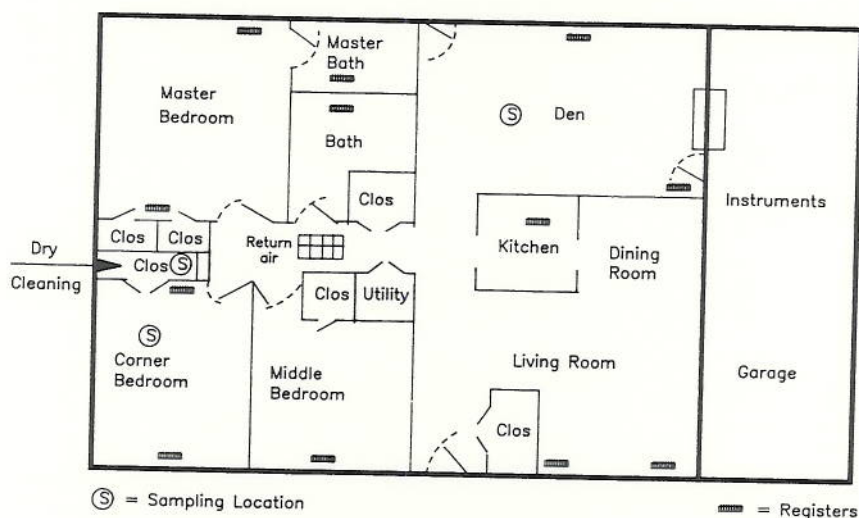 Master
Bath
Master
Bedroom
Bath
S
Den
Clos
Instruments
Clos
Clos
Return
air
Kitchen
Dining
Room
Dry
Cleaning
Clos
S
Clos
Utility
S
Corner
Bedroom
Middle
Bedroom
Living Room
Garage
Clos
S = Sampling Location
= Registers